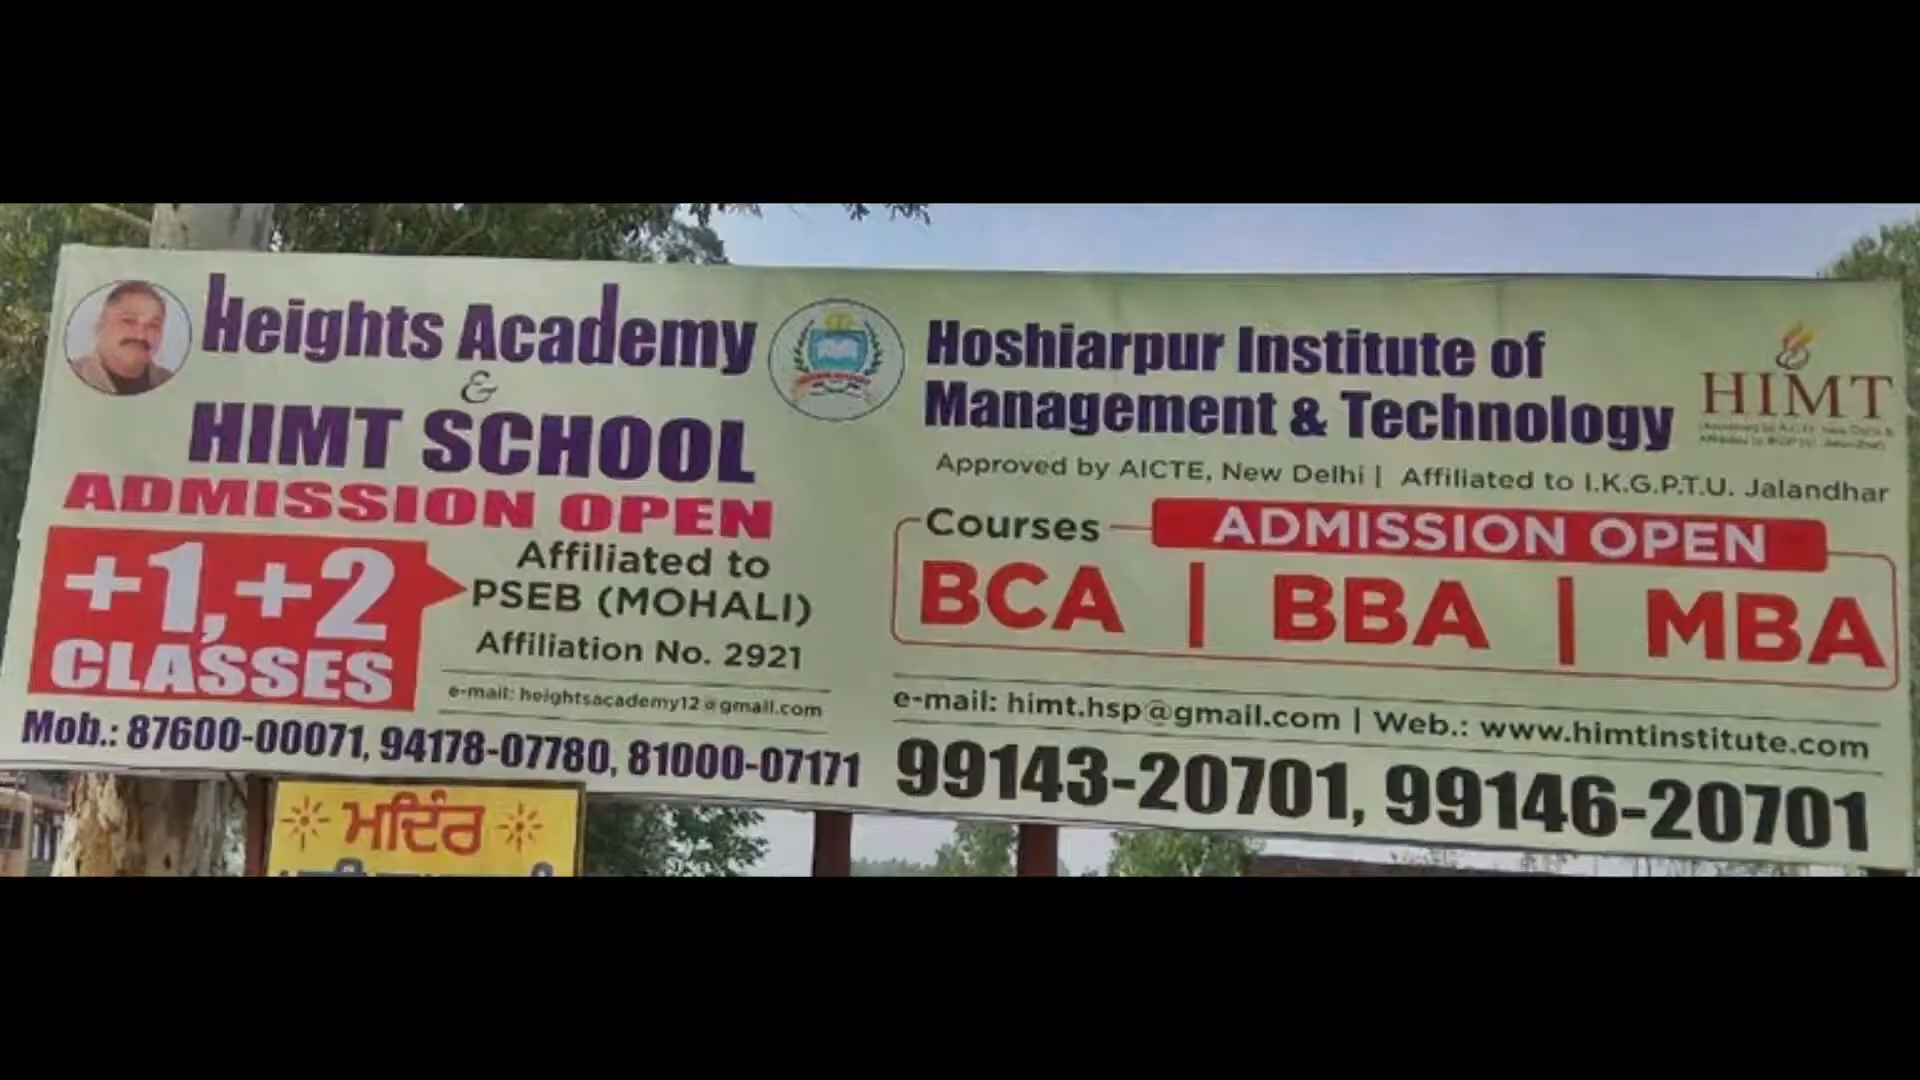 Heights Academy
&
HIMT SCHOOL
ADMISSION OPEN
+1, +2
CLASSES
Affiliated to
PSEB (MOHALI)
Affiliation No. 2921
e-mail: heightsacademy12@gmail.com
Mob.: 87600-00071, 94178-07780, 81000-07171
Hoshiarpur Institute of
Management & Technology
HIMT
Approved by AICTE, New Delhi | Affiliated to I.K.G.P.T.U. Jalandhar
Courses
ADMISSION OPEN
BCA | BBA | MBA
e-mail: himt.hsp@gmail.com | Web.: www.himtinstitute.com
99143-20701, 99146-20701
ਮਦਿੰਰ